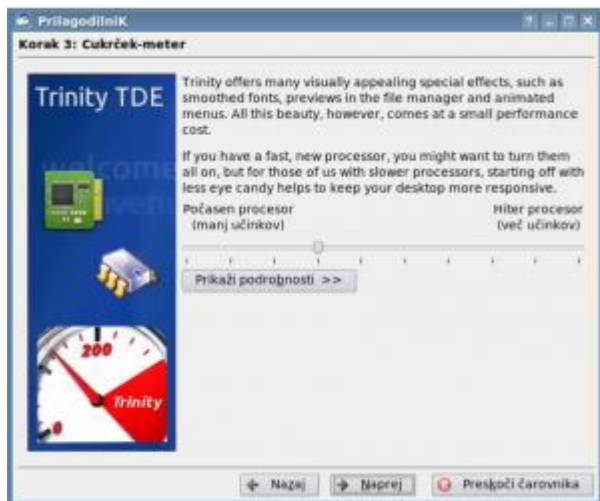 PrilagodilniK
Korak 3: Cukrček-meter
Trinity TDE
welcome
Trinity offers many visually appealing special effects, such as
smoothed fonts, previews in the file manager and animated
menus. All this beauty, however, comes at a small performance
cost.
If you have a fast, new processor, you might want to turn them
all on, but for those of us with slower processors, starting off with
less eye candy helps to keep your desktop more responsive.
Počasen procesor
(manj učinkov)
Hiter procesor
(več učinkov)
Prikaži podrobnosti >>
200
0
Trinity
Nazaj
Naprej
Preskoči čarovnika